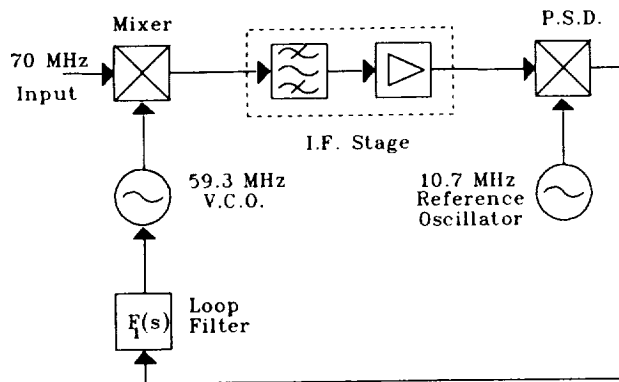 Mixer
P.S.D.
70 MHz
Input
I.F. Stage
59.3 MHz
V.C.O.
10.7 MHz
Reference
Oscillator
F₁(s)
Loop
Filter